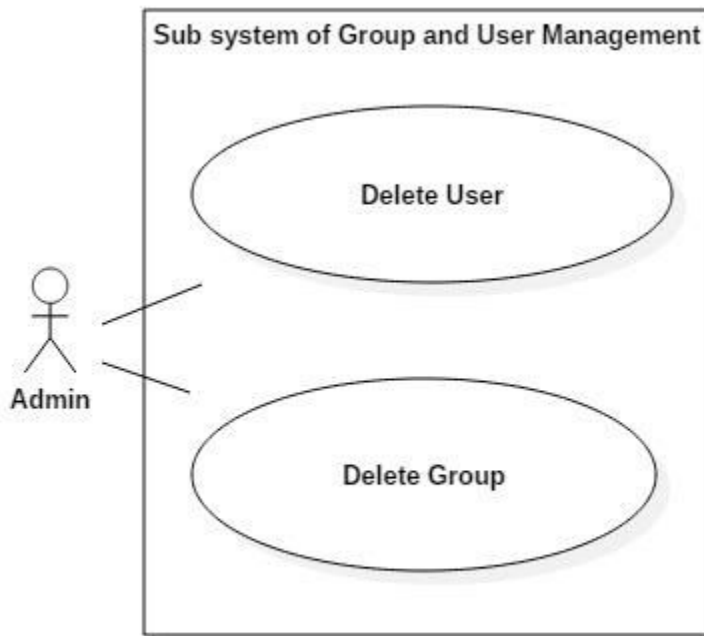 Sub system of Group and User Management
Delete User
Admin
Delete Group